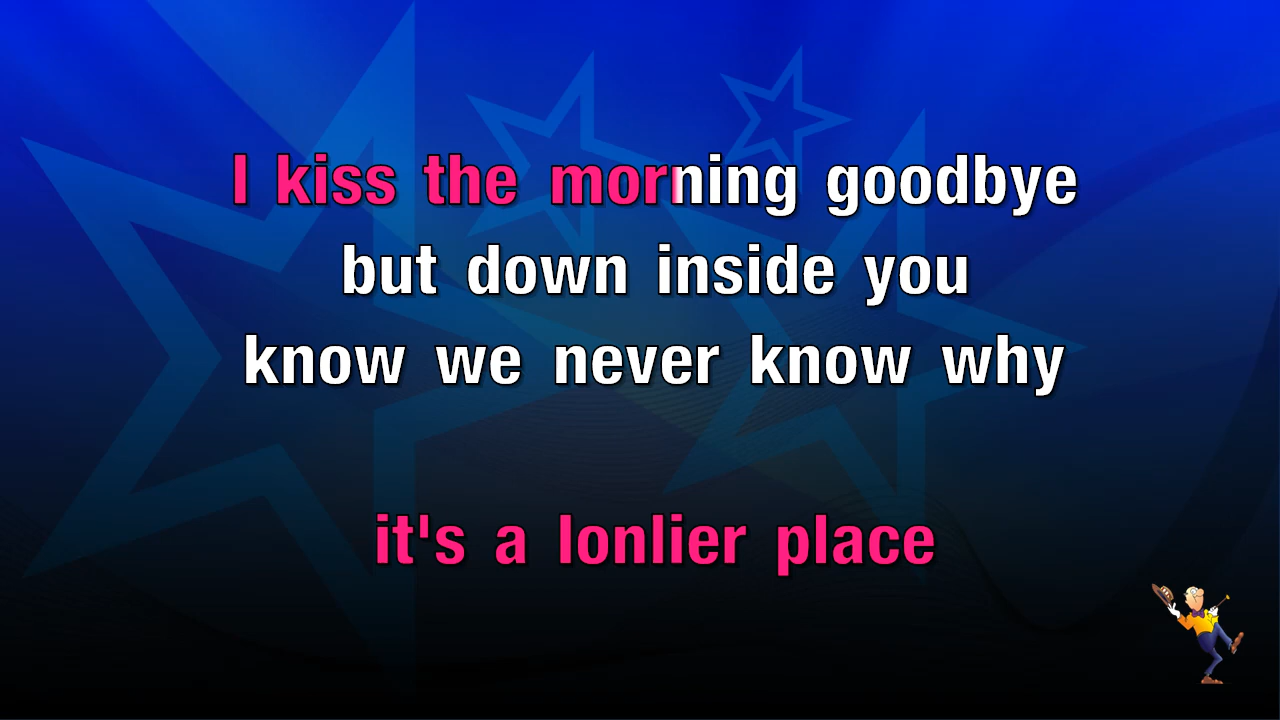 I kiss the morning goodbye
but down inside you
know we never know why
it's a lonlier place